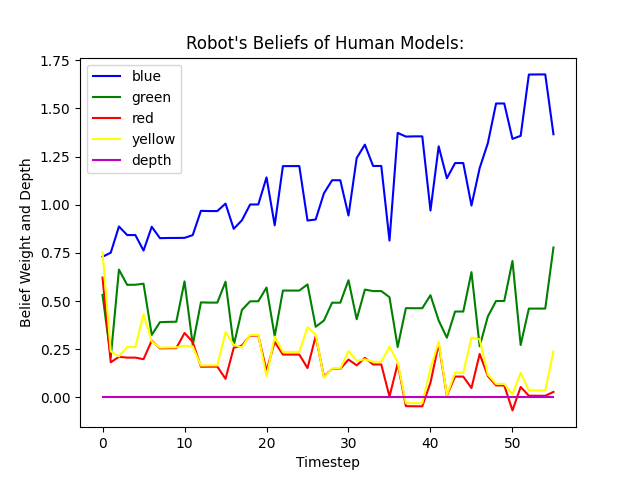 Robot's Beliefs of Human Models:
1.75
1.50
1.25
1.00
0.75
0.50
0.25
0.00
Belief Weight and Depth
blue
green
red
yellow
depth
0 10 20 30 40 50
Timestep